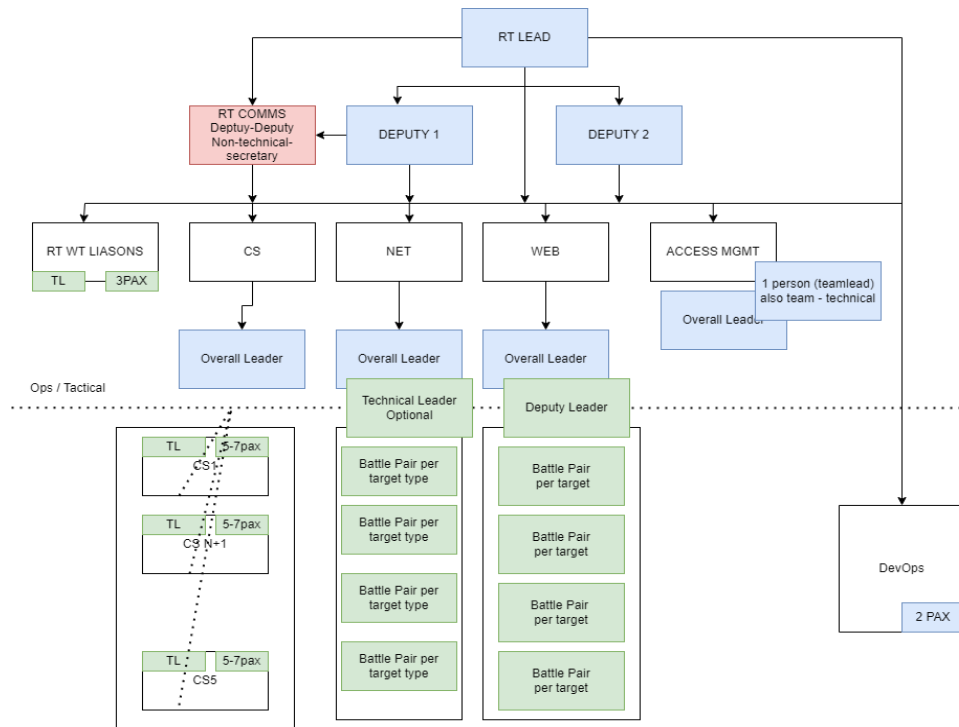 RT LEAD
RT COMMS
Deptuy-Deputy
Non-technical-
secretary
DEPUTY 1
DEPUTY 2
RT WT LIASONS
TL
3PAX
CS
NET
WEB
ACCESS MGMT
1 person (teamlead)
also team - technical
Overall Leader
Overall Leader
Overall Leader
Overall Leader
Ops / Tactical
Technical Leader
Optional
Deputy Leader
TL
5-7pax
CS1
Battle Pair per
target type
Battle Pair
per target
TL
5-7pax
CS N+1
Battle Pair per
target type
Battle Pair
per target
DevOps
2 PAX
Battle Pair per
target type
Battle Pair
per target
TL
5-7pax
CS5
Battle Pair per
target type
Battle Pair
per target